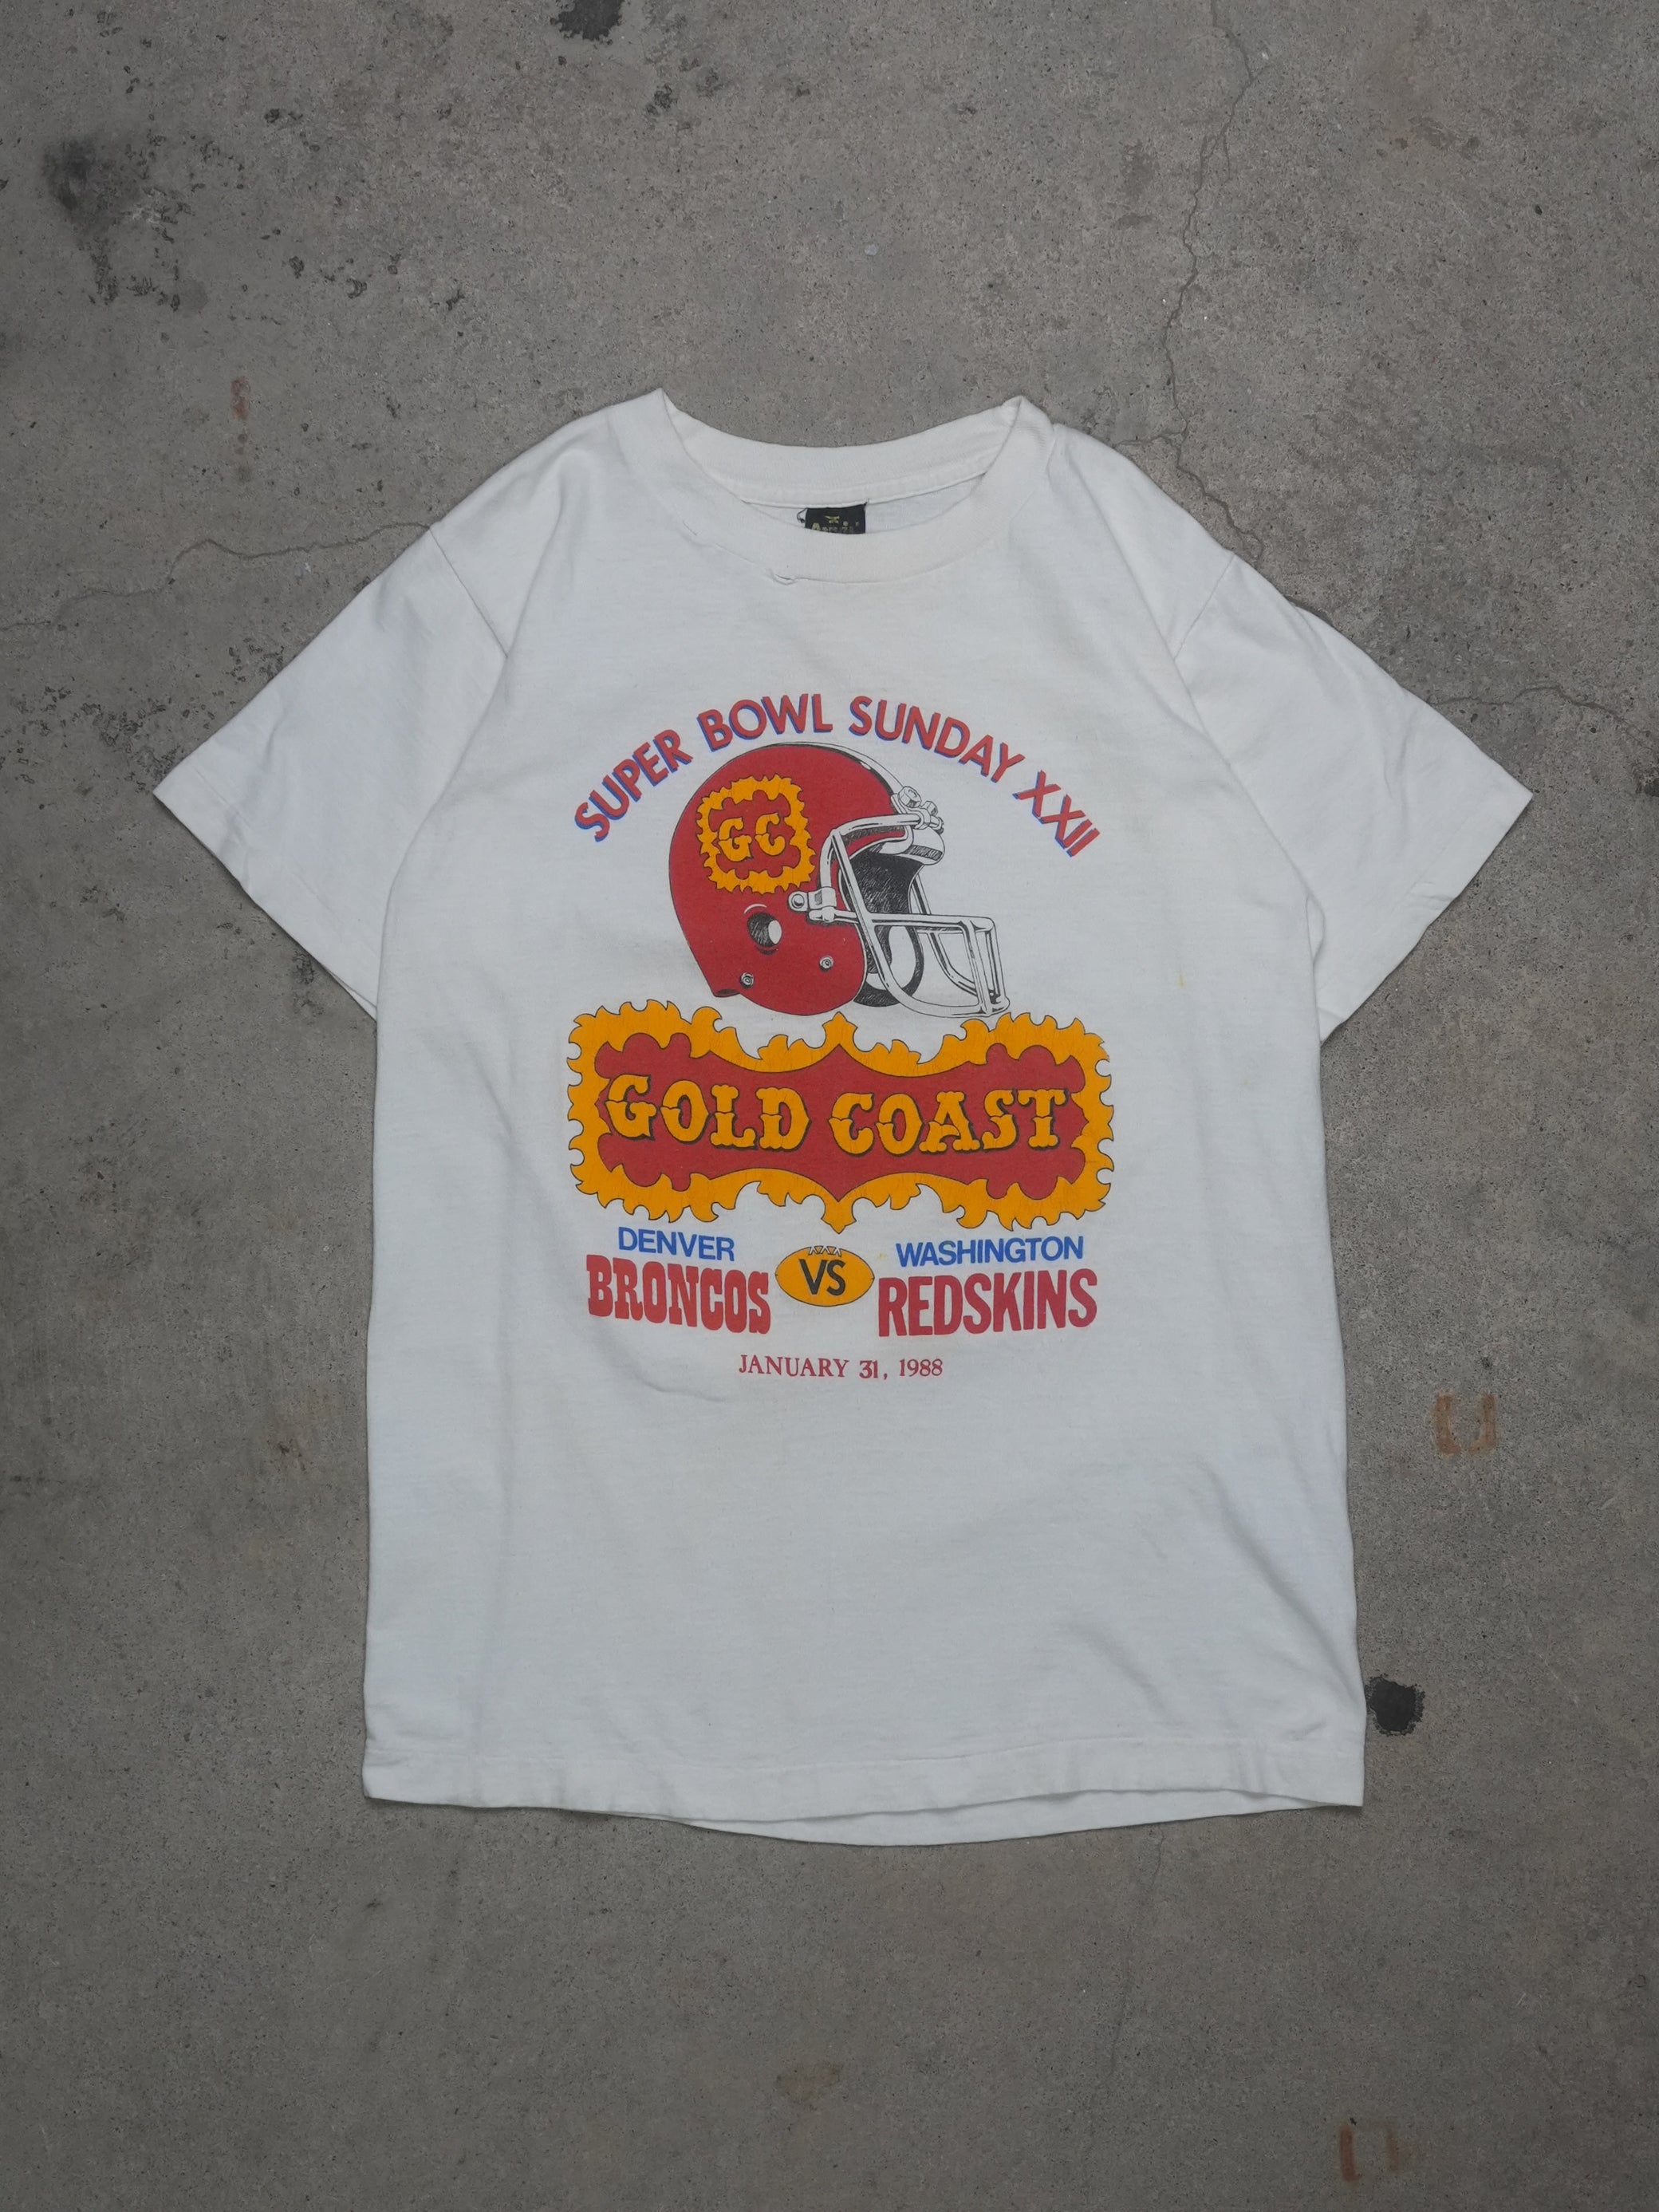 SUPER BOWL SUNDAY XXII
GC
GOLD COAST
DENVER
BRONCOS
VS
WASHINGTON
REDSKINS
JANUARY 31, 1988